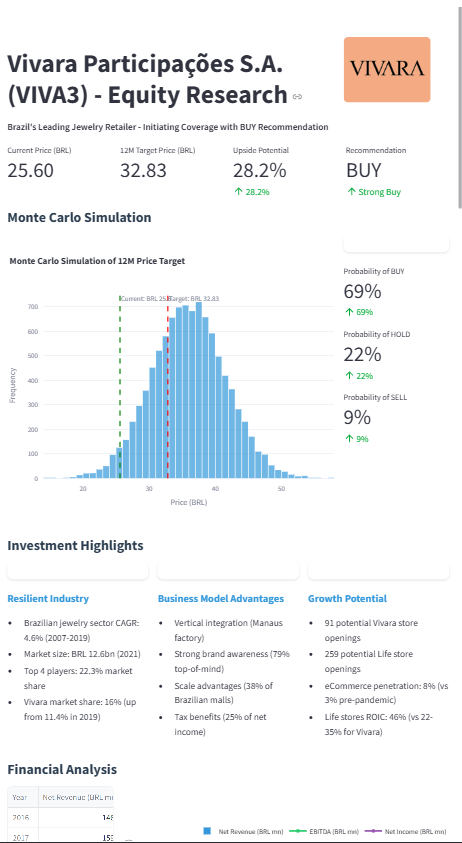 Vivara Participações S.A.
(VIVA3) - Equity Research
VIVARA
Brazil's Leading Jewelry Retailer - Initiating Coverage with BUY Recommendation
Current Price (BRL)
25.60
12M Target Price (BRL)
32.83
Upside Potential
28.2%
↑ 28.2%
Recommendation
BUY
↑ Strong Buy
Monte Carlo Simulation
Monte Carlo Simulation of 12M Price Target
Current: BRL 25.
Target: BRL 32.83
700
600
500
400
300
200
100
0
Frequency
20
30
40
50
Price (BRL)
Probability of BUY
69%
↑ 69%
Probability of HOLD
22%
↑ 22%
Probability of SELL
9%
↑ 9%
Investment Highlights
Resilient Industry
• Brazilian jewelry sector CAGR:
4.6% (2007-2019)
• Market size: BRL 12.6bn (2021)
• Top 4 players: 22.3% market
share
• Vivara market share: 16% (up
from 11.4% in 2019)
Business Model Advantages
• Vertical integration (Manaus
factory)
• Strong brand awareness (79%
top-of-mind)
• Scale advantages (38% of
Brazilian malls)
• Tax benefits (25% of net
income)
Growth Potential
• 91 potential Vivara store
openings
• 259 potential Life store
openings
• eCommerce penetration: 8% (vs
3% pre-pandemic)
• Life stores ROIC: 46% (vs 22-
35% for Vivara)
Financial Analysis
Year
Net Revenue (BRL
2016
2017
Net Revenue (BRL mn)
EBITDA (BRL mn)
Net Income (BRL mn)